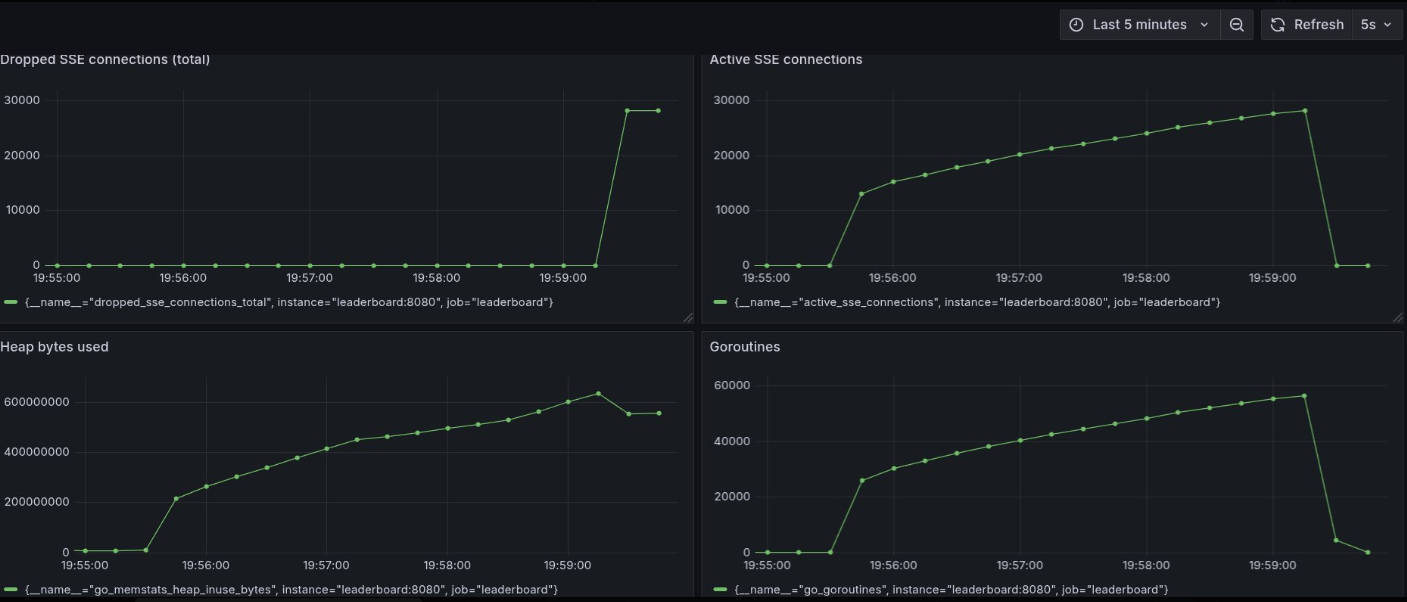 Last 5 minutes
Refresh
5s
Dropped SSE connections (total)
30000
20000
10000
0
19:55:00 19:56:00 19:57:00 19:58:00 19:59:00
{__name__="dropped_sse_connections_total", instance="leaderboard:8080", job="leaderboard"}
Active SSE connections
30000
20000
10000
0
19:55:00 19:56:00 19:57:00 19:58:00 19:59:00
{__name__="active_sse_connections", instance="leaderboard:8080", job="leaderboard"}
Heap bytes used
600000000
400000000
200000000
0
19:55:00 19:56:00 19:57:00 19:58:00 19:59:00
{__name__="go_memstats_heap_inuse_bytes", instance="leaderboard:8080", job="leaderboard"}
Goroutines
60000
40000
20000
0
19:55:00 19:56:00 19:57:00 19:58:00 19:59:00
{__name__="go_goroutines", instance="leaderboard:8080", job="leaderboard"}